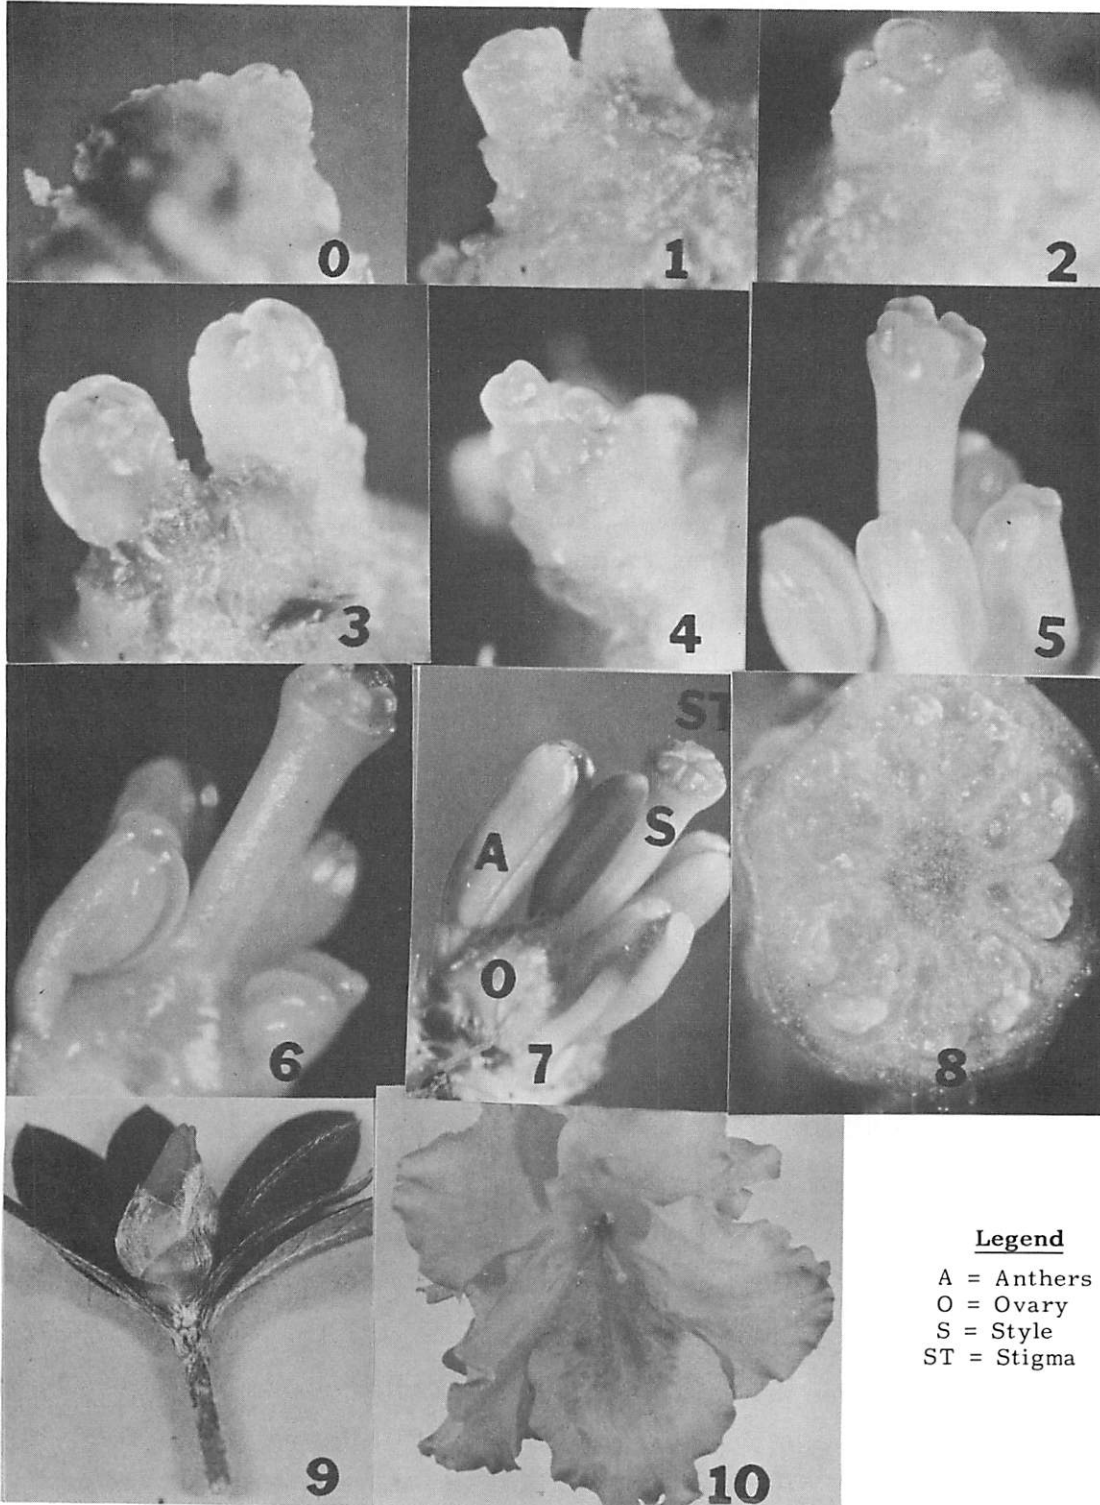 0
1
2
3
4
5
6
ST
S
A
O
7
8
9
10
Legend
A = Anthers
O = Ovary
S = Style
ST = Stigma